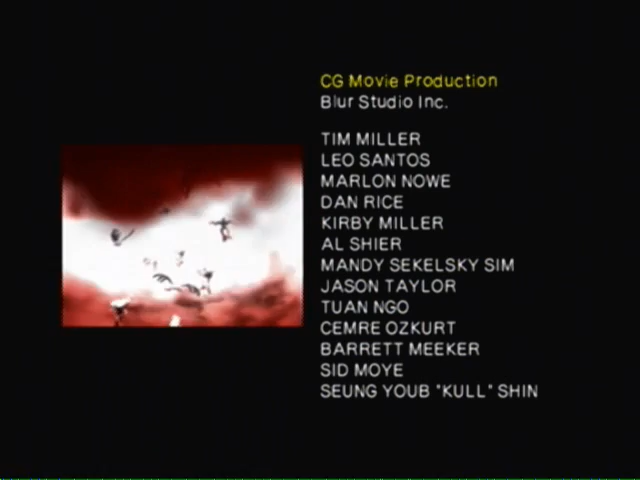 CG Movie Production
Blur Studio Inc.
TIM MILLER
LEO SANTOS
MARLON NOWE
DAN RICE
KIRBY MILLER
AL SHIER
MANDY SEKELSKY SIM
JASON TAYLOR
TUAN NGO
CEMRE OZKURT
BARRETT MEEKER
SID MOYE
SEUNG YOUB "KULL" SHIN